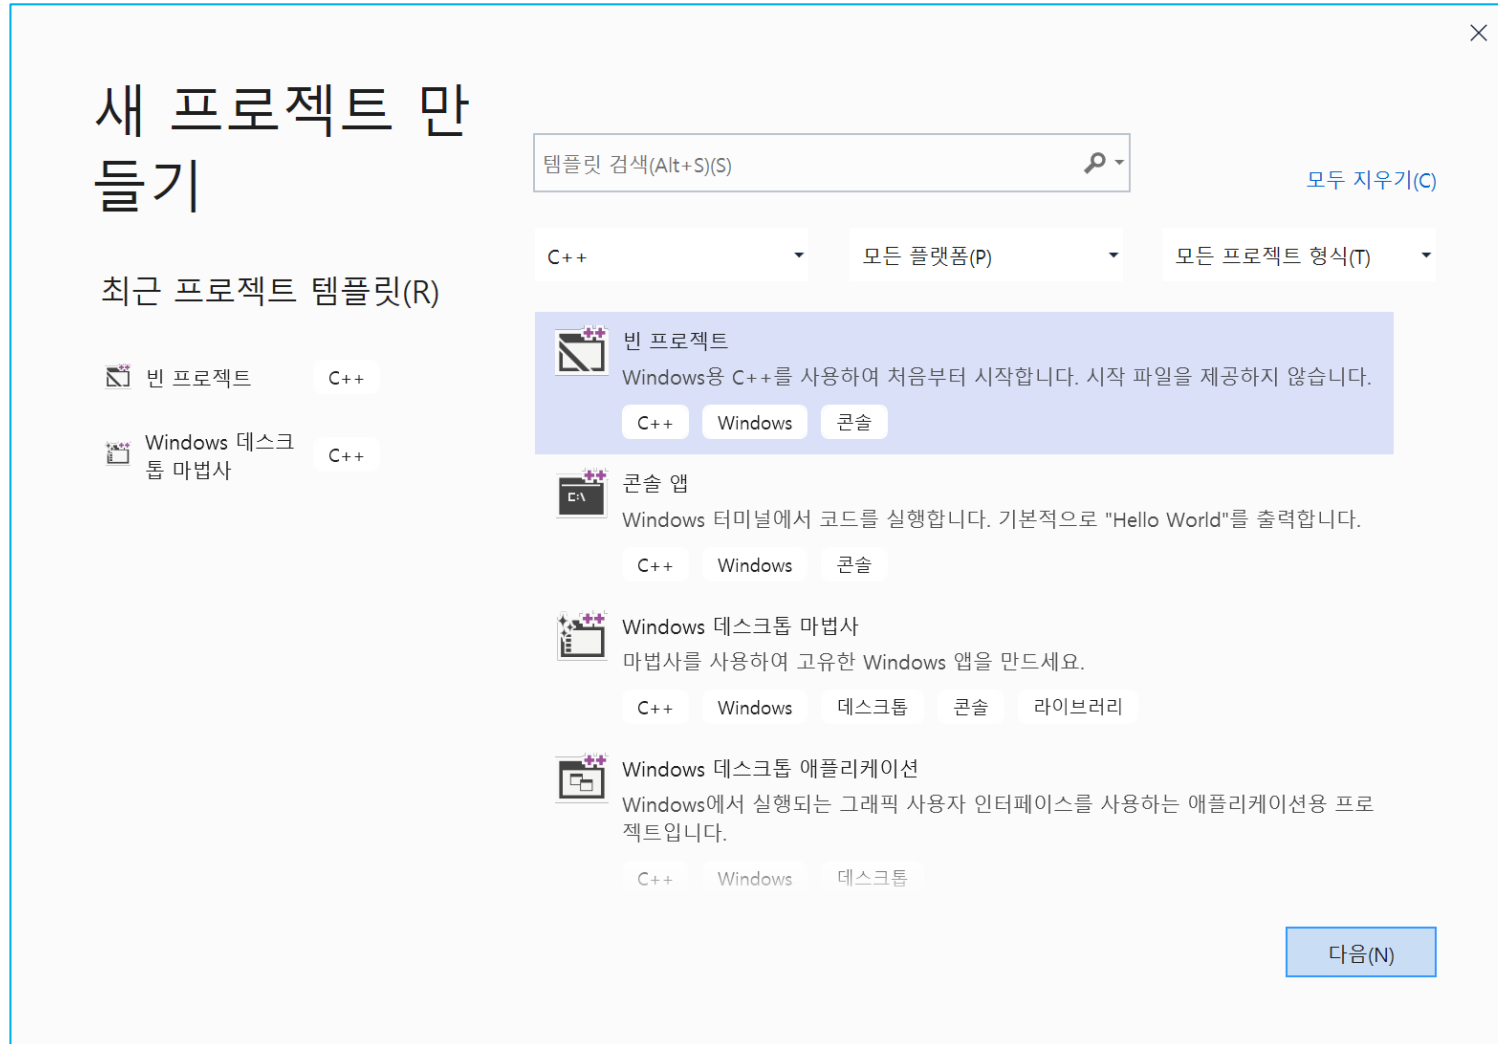 새 프로젝트 만
들기
최근 프로젝트 템플릿(R)
빈 프로젝트 C++
Windows 데스크
톱 마법사 C++
템플릿 검색(Alt+S)(S)
모두 지우기(C)
C++ 모든 플랫폼(P) 모든 프로젝트 형식(T)
빈 프로젝트
Windows용 C++를 사용하여 처음부터 시작합니다. 시작 파일을 제공하지 않습니다.
C++ Windows 콘솔
콘솔 앱
C:\
Windows 터미널에서 코드를 실행합니다. 기본적으로 "Hello World"를 출력합니다.
C++ Windows 콘솔
Windows 데스크톱 마법사
마법사를 사용하여 고유한 Windows 앱을 만드세요.
C++ Windows 데스크톱 콘솔 라이브러리
Windows 데스크톱 애플리케이션
Windows에서 실행되는 그래픽 사용자 인터페이스를 사용하는 애플리케이션용 프로
젝트입니다.
C++ Windows 데스크톱
다음(N)